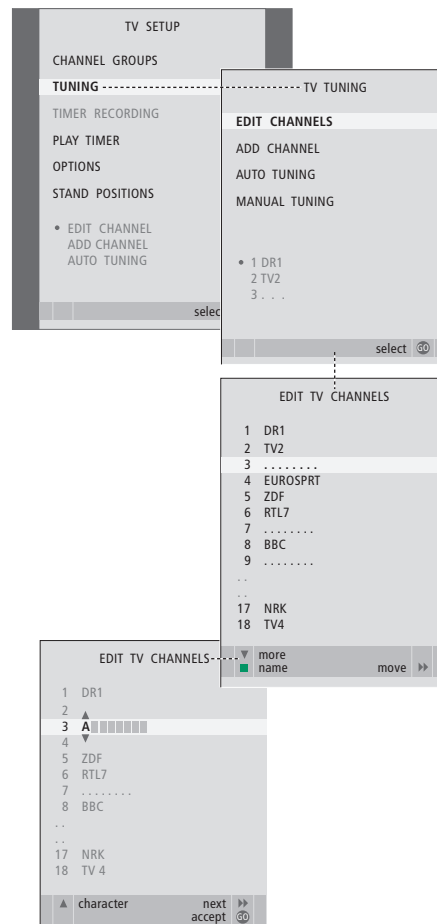 TV SETUP
CHANNEL GROUPS
TUNING
TIMER RECORDING
PLAY TIMER
OPTIONS
STAND POSITIONS
• EDIT CHANNEL
ADD CHANNEL
AUTO TUNING
selec
TV TUNING
EDIT CHANNELS
ADD CHANNEL
AUTO TUNING
MANUAL TUNING
• 1 DR1
2 TV2
3 . . .
select GO
EDIT TV CHANNELS
1 DR1
2 TV2
3 ........
4 EUROSPRT
5 ZDF
6 RTL7
7 ........
8 BBC
9 ........
..
..
17 NRK
18 TV4
▼ more
name move
EDIT TV CHANNELS
1 DR1
2
3 A
4
5 ZDF
6 RTL7
7 ........
8 BBC
..
..
17 NRK
18 TV 4
▲ character next
accept GO